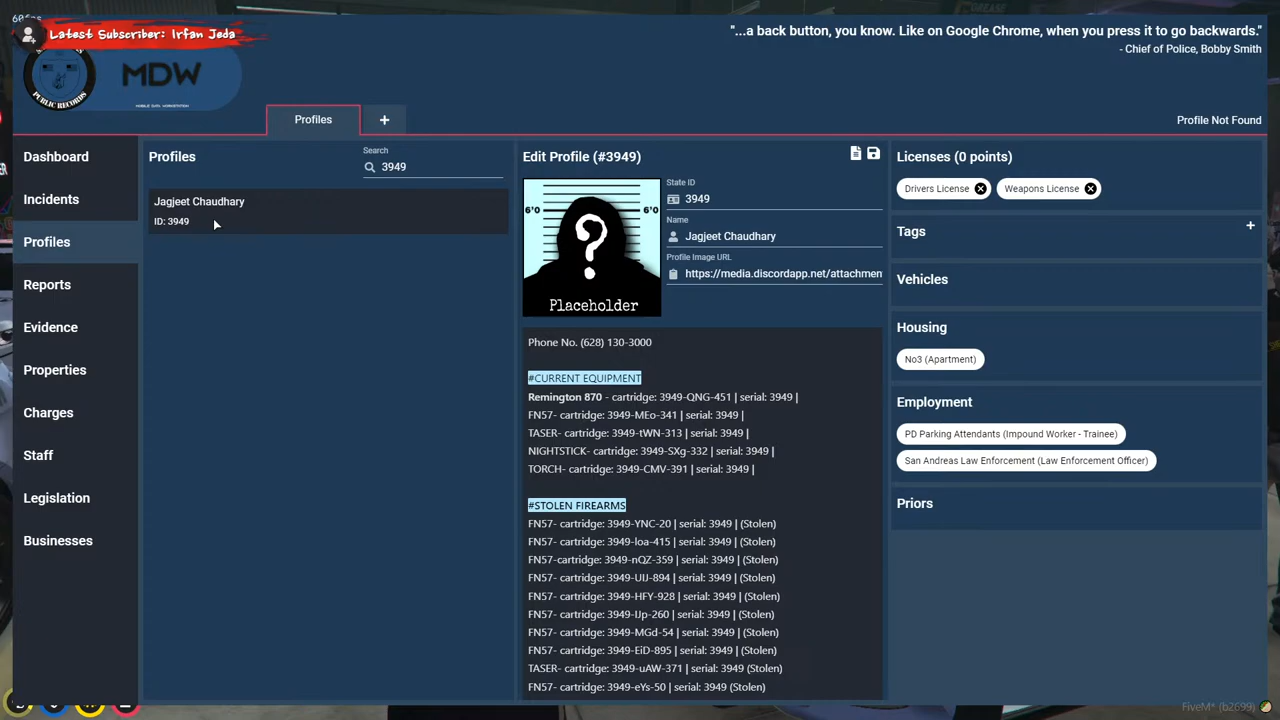 60fps
Latest Subscriber: Irfan Jeda
"...a back button, you know. Like on Google Chrome, when you press it to go backwards."
- Chief of Police, Bobby Smith
PUBLIC RECORDS
MDW
MOBILE DATA WORKSTATION
Profiles
+
Profile Not Found
Dashboard
Incidents
Profiles
Reports
Evidence
Properties
Charges
Staff
Legislation
Businesses
Profiles
Search
3949
Jagjeet Chaudhary
ID: 3949
Edit Profile (#3949)
6'0
6'0
Placeholder
State ID
3949
Name
Jagjeet Chaudhary
Profile Image URL
https://media.discordapp.net/attachmen
Phone No. (628) 130-3000
#CURRENT EQUIPMENT
Remington 870 - cartridge: 3949-QNG-451 | serial: 3949 |
FN57- cartridge: 3949-MEo-341 | serial: 3949 |
TASER- cartridge: 3949-tWN-313 | serial: 3949 |
NIGHTSTICK- cartridge: 3949-SXg-332 | serial: 3949 |
TORCH- cartridge: 3949-CMV-391 | serial: 3949 |
#STOLEN FIREARMS
FN57- cartridge: 3949-YNC-20 | serial: 3949 | (Stolen)
FN57- cartridge: 3949-loa-415 | serial: 3949 | (Stolen)
FN57-cartridge: 3949-nQZ-359 | serial: 3949 | (Stolen)
FN57- cartridge: 3949-UIJ-894 | serial: 3949 | (Stolen)
FN57- cartridge: 3949-HFY-928 | serial: 3949 | (Stolen)
FN57- cartridge: 3949-IJp-260 | serial: 3949 | (Stolen)
FN57- cartridge: 3949-MGd-54 | serial: 3949 | (Stolen)
FN57- cartridge: 3949-EiD-895 | serial: 3949 | (Stolen)
TASER- cartridge: 3949-uAW-371 | serial: 3949 (Stolen)
FN57- cartridge: 3949-eYs-50 | serial: 3949 (Stolen)
Licenses (0 points)
Drivers License
Weapons License
Tags
+
Vehicles
Housing
No3 (Apartment)
Employment
PD Parking Attendants (Impound Worker - Trainee)
San Andreas Law Enforcement (Law Enforcement Officer)
Priors
FiveM* (b2699)